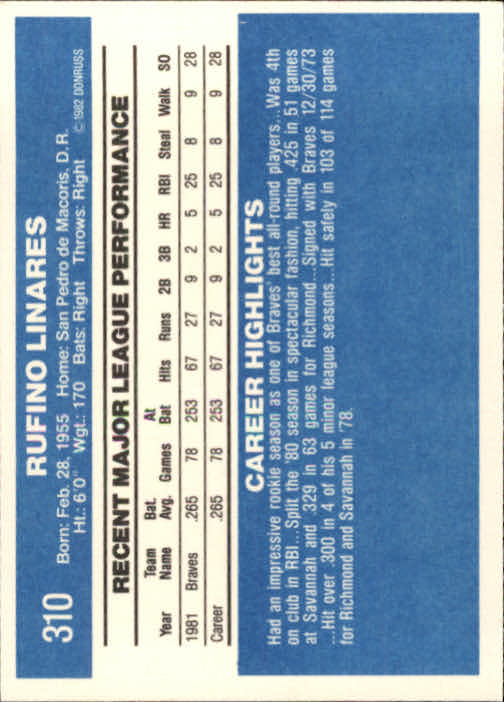 310
RUFINO LINARES
Born: Feb. 28, 1955 Home: San Pedro de Macoris, D.R.
Ht.: 6'0" Wgt.: 170 Bats: Right Throws: Right
© 1982 DONRUSS
RECENT MAJOR LEAGUE PERFORMANCE
Year Team Name Bat. Avg. Games At Bat Hits Runs 2B 3B HR RBI Steal Walk SO
1981 Braves .265 78 253 67 27 9 2 5 25 8 9 28
Career .265 78 253 67 27 9 2 5 25 8 9 28
CAREER HIGHLIGHTS
Had an impressive rookie season as one of Braves' best all-round players...Was 4th
on club in RBI...Split the '80 season in spectacular fashion, hitting .425 in 51 games
at Savannah and .329 in 63 games for Richmond...Signed with Braves 12/30/73
...Hit over .300 in 4 of his 5 minor league seasons...Hit safely in 103 of 114 games
for Richmond and Savannah in '78.